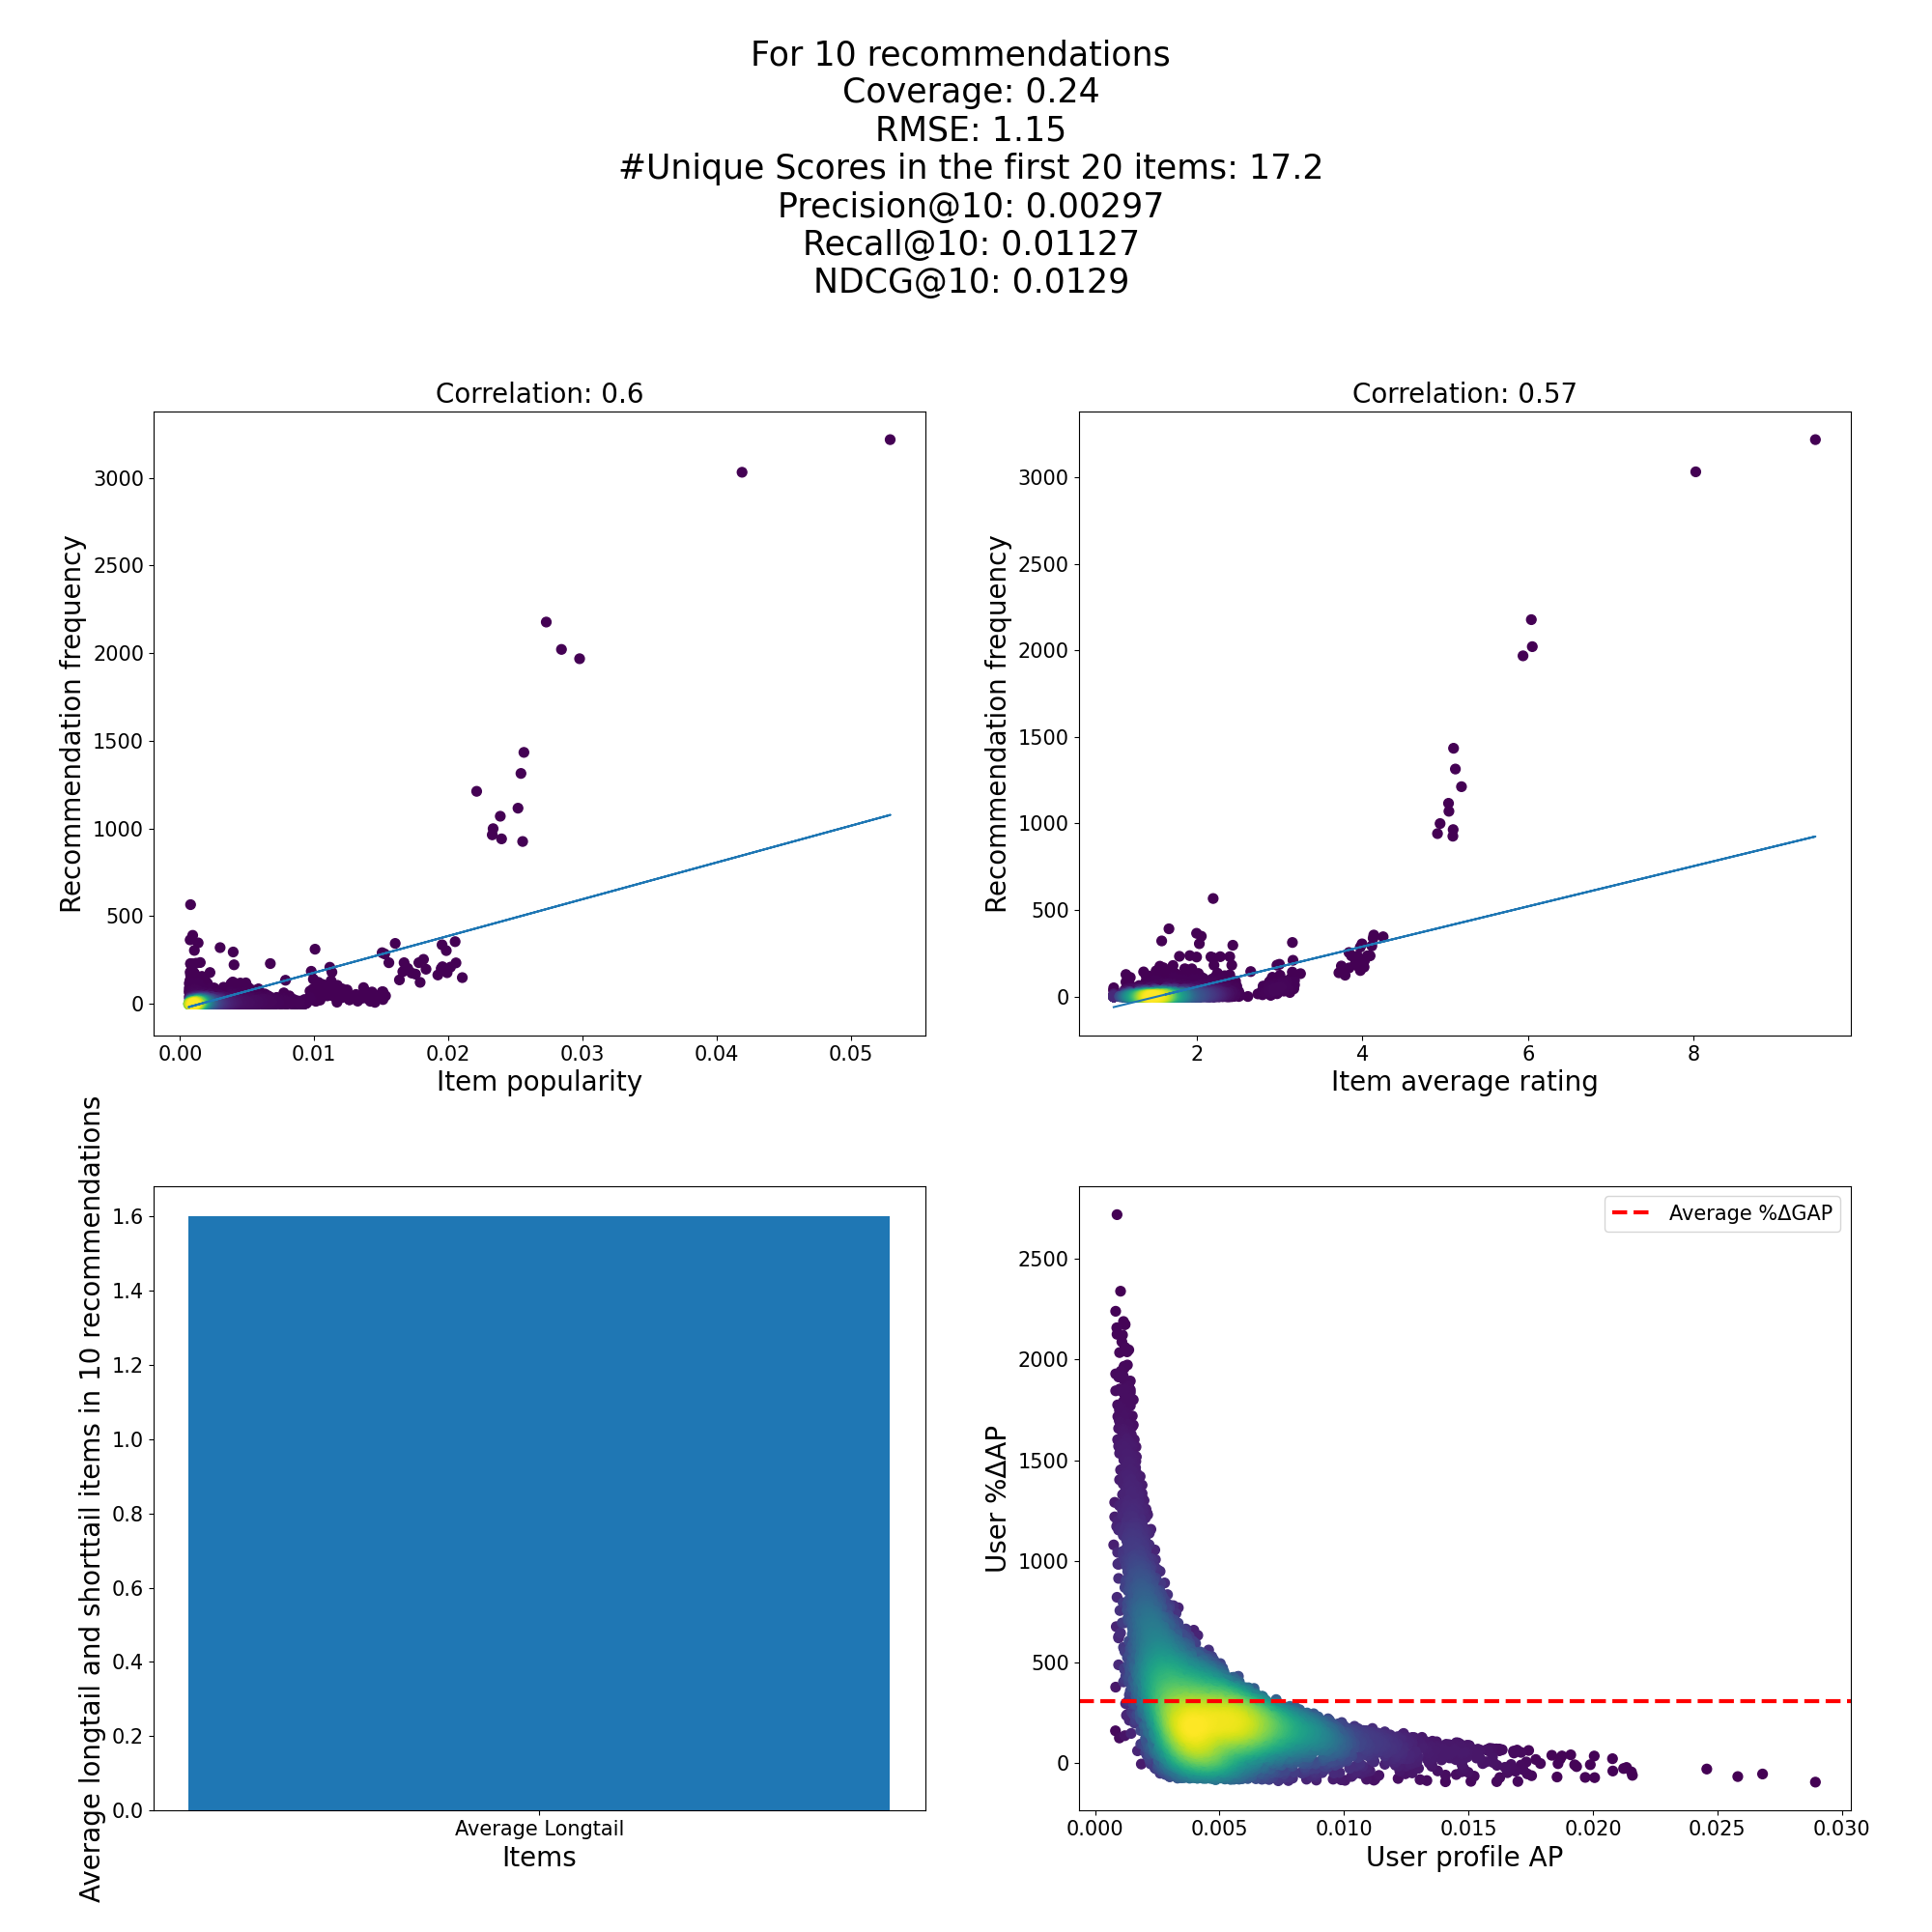 For 10 recommendations
Coverage: 0.24
RMSE: 1.15
#Unique Scores in the first 20 items: 17.2
Precision@10: 0.00297
Recall@10: 0.01127
NDCG@10: 0.0129
Correlation: 0.6
Recommendation frequency
3000
2500
2000
1500
1000
500
0
0.00 0.01 0.02 0.03 0.04 0.05
Item popularity
Correlation: 0.57
Recommendation frequency
3000
2500
2000
1500
1000
500
0
2 4 6 8
Item average rating
Average longtail and shorttail items in 10 recommendations
1.6
1.4
1.2
1.0
0.8
0.6
0.4
0.2
0.0
Average Longtail
Items
Average %ΔGAP
User %ΔAP
2500
2000
1500
1000
500
0
0.000 0.005 0.010 0.015 0.020 0.025 0.030
User profile AP